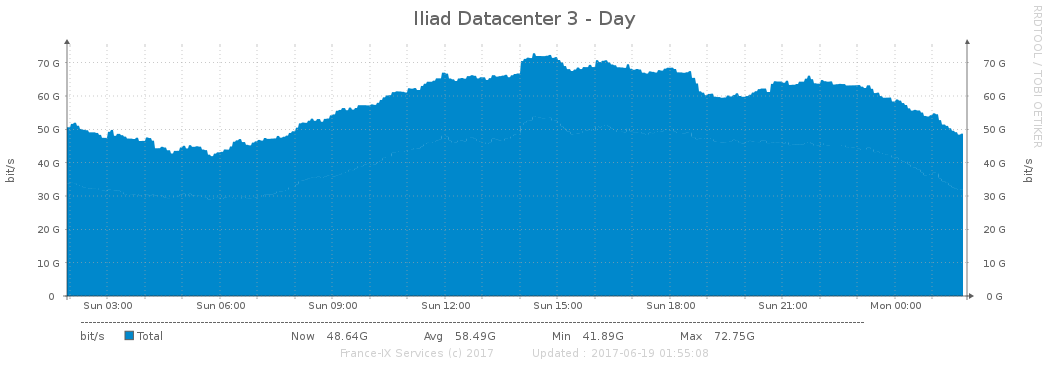 Iliad Datacenter 3 - Day
RRDTOOL / TOBI OETIKER
bit/s
70 G
60 G
50 G
40 G
30 G
20 G
10 G
0
70 G
60 G
50 G
40 G
30 G
20 G
10 G
0 G
bit/s
Sun 03:00 Sun 06:00 Sun 09:00 Sun 12:00 Sun 15:00 Sun 18:00 Sun 21:00 Mon 00:00
bit/s Total Now 48.64G Avg 58.49G Min 41.89G Max 72.75G
France-IX Services (c) 2017 Updated : 2017-06-19 01:55:08